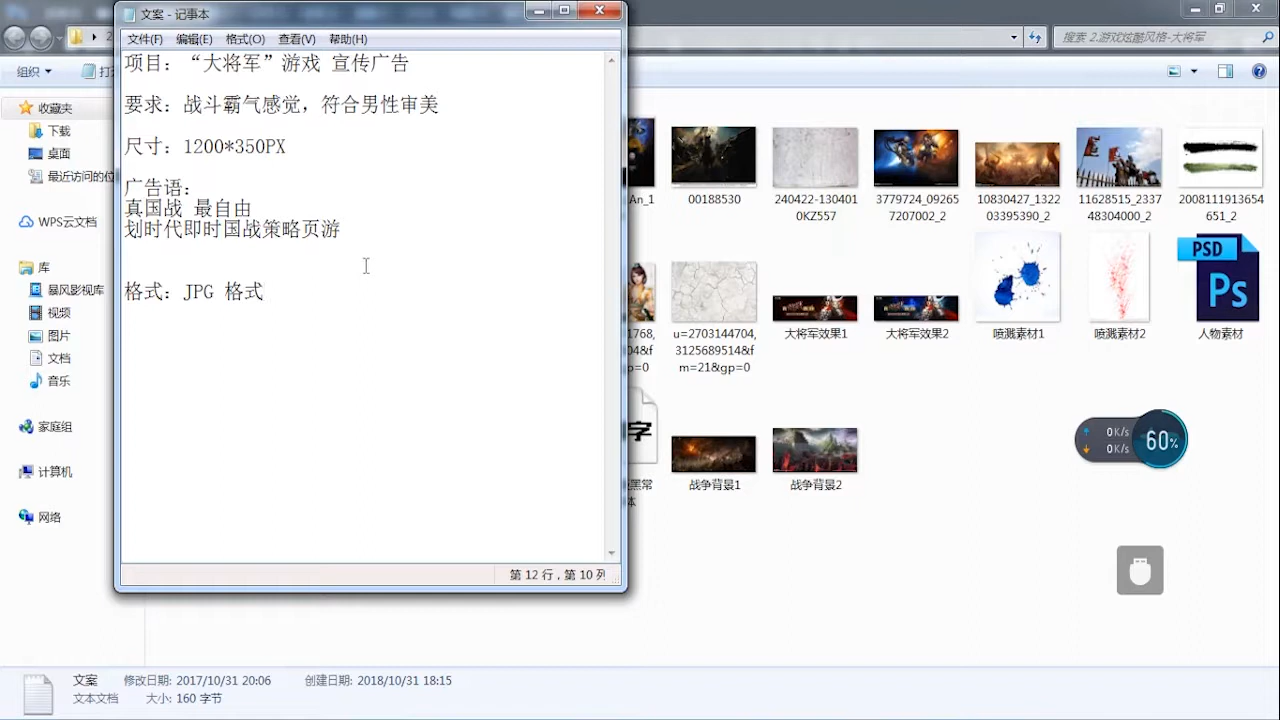 文案 - 记事本
文件(F) 编辑(E) 格式(O) 查看(V) 帮助(H)
项目：“大将军”游戏 宣传广告
要求：战斗霸气感觉，符合男性审美
尺寸：1200*350PX
广告语：
真国战 最自由
划时代即时国战策略页游
格式：JPG 格式
第 12 行，第 10 列
搜索 2.游戏炫酷风格-大将军
组织
收藏夹
下载
桌面
最近访问的位
WPS云文档
库
暴风影视库
视频
图片
文档
音乐
家庭组
计算机
网络
An_1
00188530
240422-130401
0KZ557
3779724_09265
7207002_2
10830427_1322
03395390_2
11628515_2337
48304000_2
2008111913654
651_2
1768,
04&f
p=0
u=2703144704,
3125689514&f
m=21&gp=0
大将军效果1
大将军效果2
喷溅素材1
喷溅素材2
PSD
Ps
人物素材
字
黑常
体
战争背景1
战争背景2
0K/s
0K/s
60%
文案 修改日期: 2017/10/31 20:06 创建日期: 2018/10/31 18:15
文本文档 大小: 160 字节